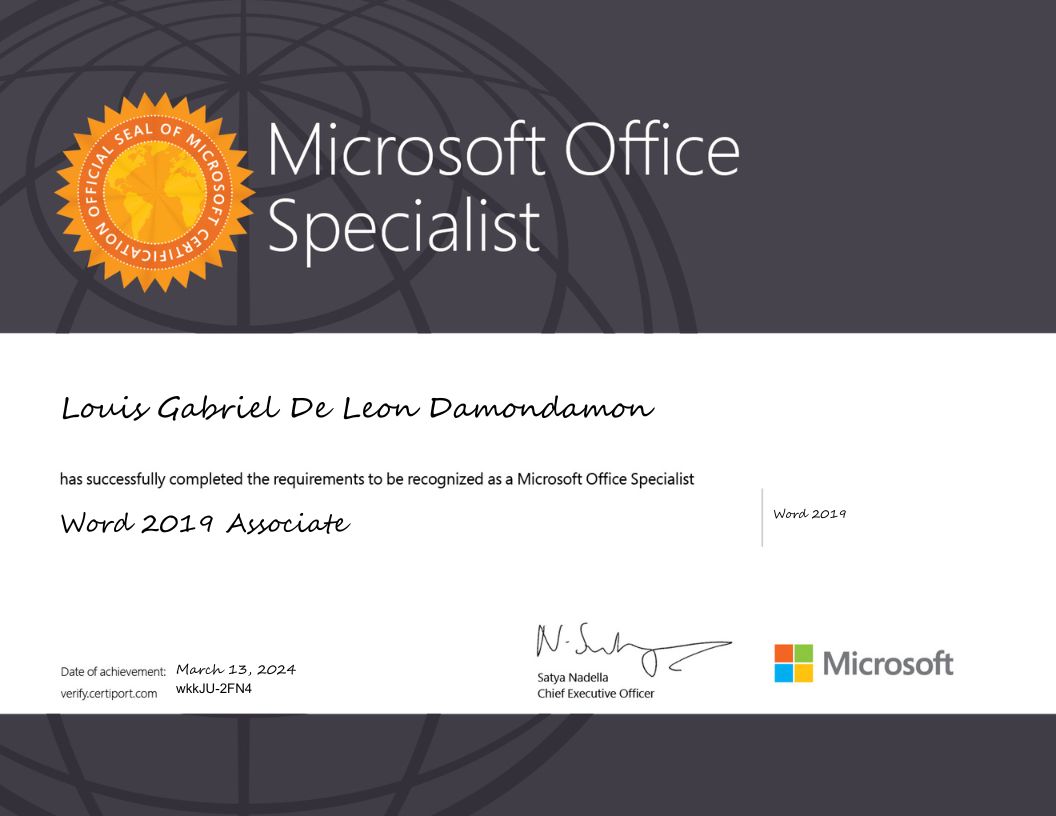 OFFICIAL SEAL OF MICROSOFT CERTIFICATION
Microsoft Office
Specialist
Louis Gabriel De Leon Damondamon
has successfully completed the requirements to be recognized as a Microsoft Office Specialist
Word 2019 Associate
Word 2019
Date of achievement: March 13, 2024
verify.certiport.com wkkJU-2FN4
Satya Nadella
Chief Executive Officer
Microsoft